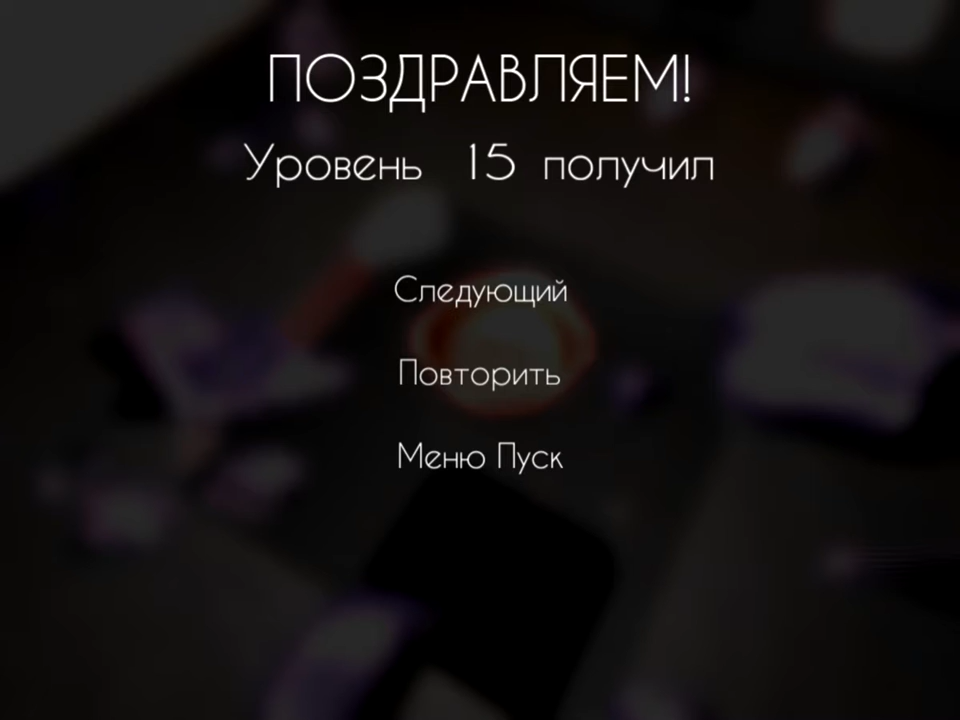 ПОЗДРАВЛЯЕМ!
Уровень 15 получил
Следующий
Повторить
Меню Пуск